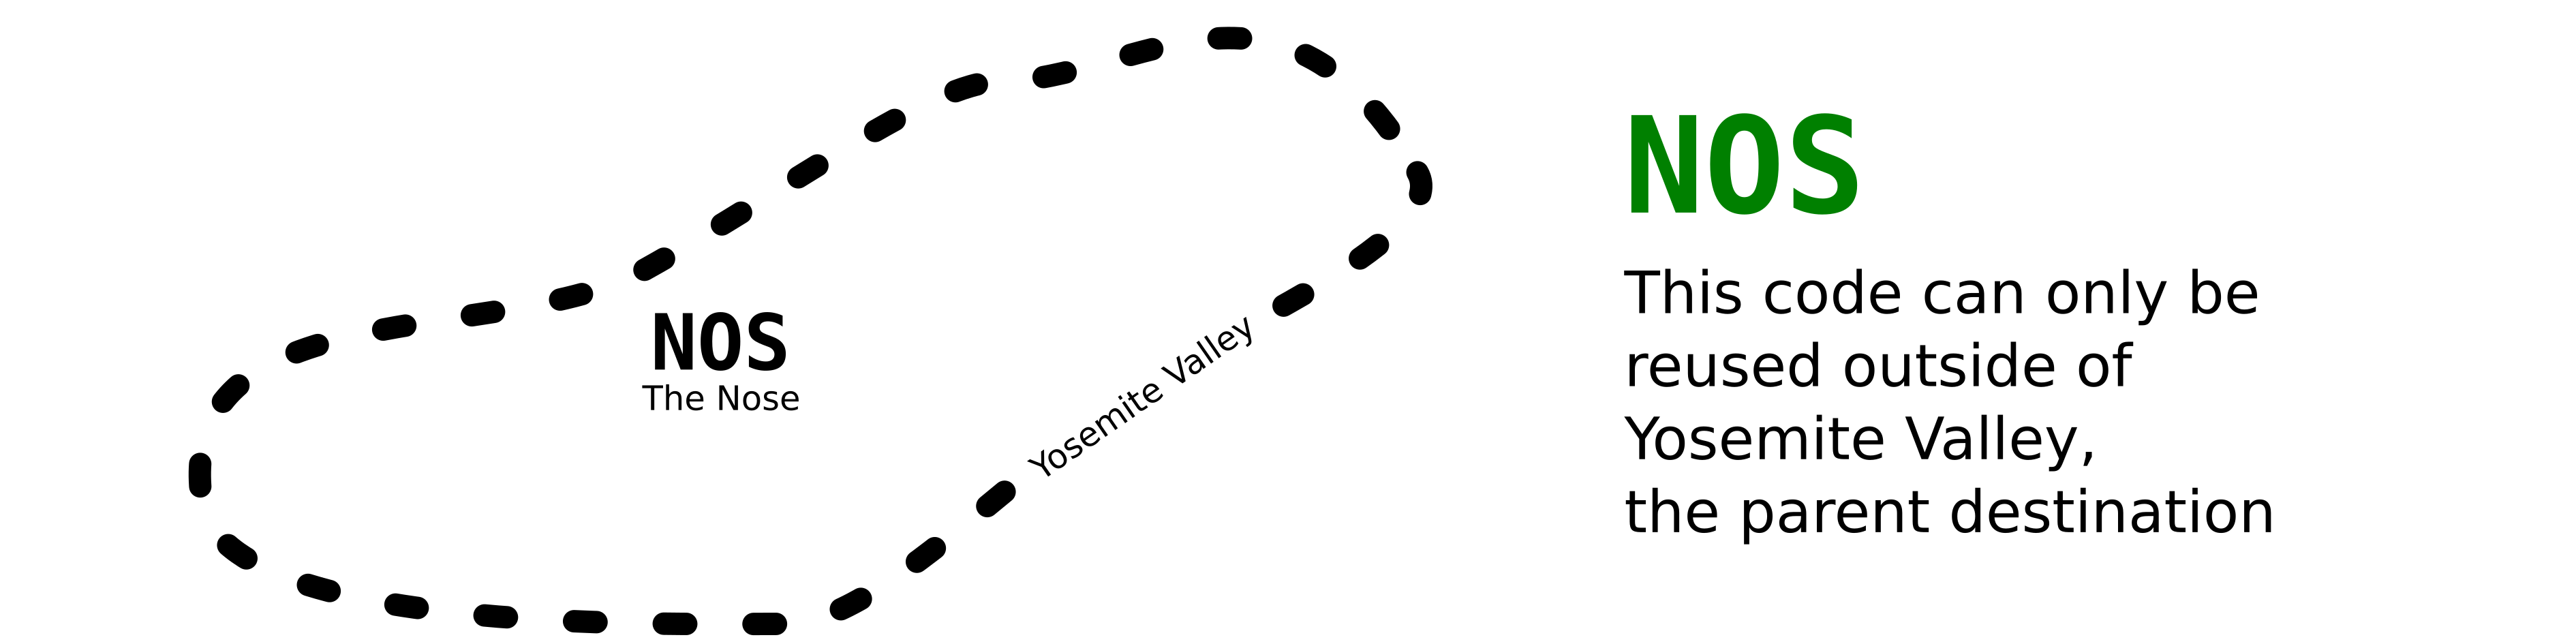 NOS
The Nose
Yosemite Valley
NOS
This code can only be
reused outside of
Yosemite Valley,
the parent destination